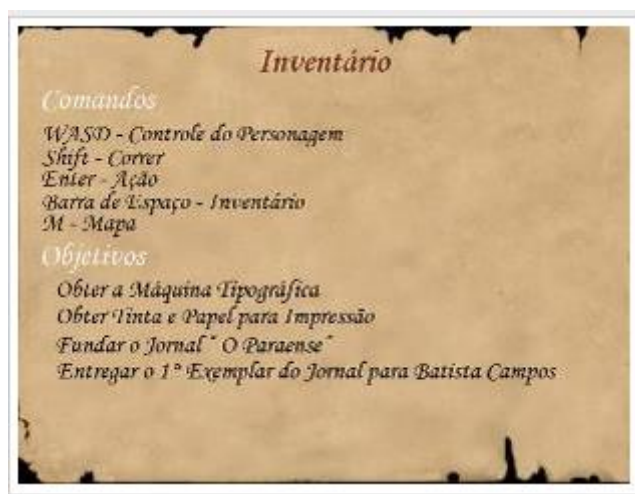 Inventário
Comandos
WASD - Controle do Personagem
Shift - Correr
Enter - Ação
Barra de Espaço - Inventário
M - Mapa
Objetivos
Obter a Máquina Tipográfica
Obter Tinta e Papel para Impressão
Fundar o Jornal " O Paraense"
Entregar o 1º Exemplar do Jornal para Batista Campos